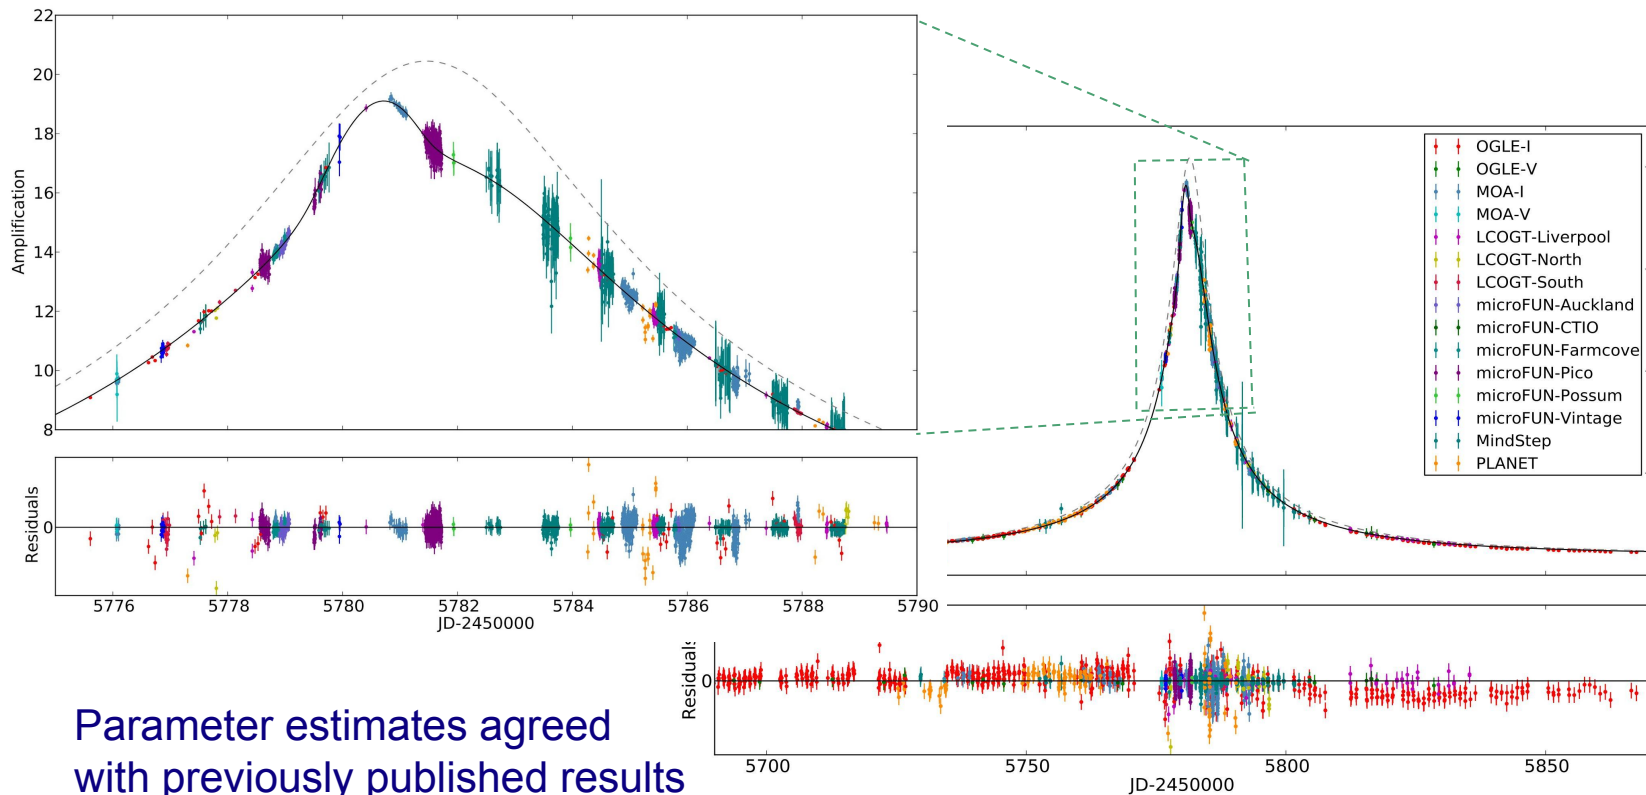 22
20
18
16
14
12
10
8
Amplification
Residuals
0
5776 5778 5780 5782 5784 5786 5788 5790
JD-2450000
OGLE-I
OGLE-V
MOA-I
MOA-V
LCOGT-Liverpool
LCOGT-North
LCOGT-South
microFUN-Auckland
microFUN-CTIO
microFUN-Farmcove
microFUN-Pico
microFUN-Possum
microFUN-Vintage
MindStep
PLANET
Residuals
0
5700 5750 5800 5850
JD-2450000
Parameter estimates agreed
with previously published results